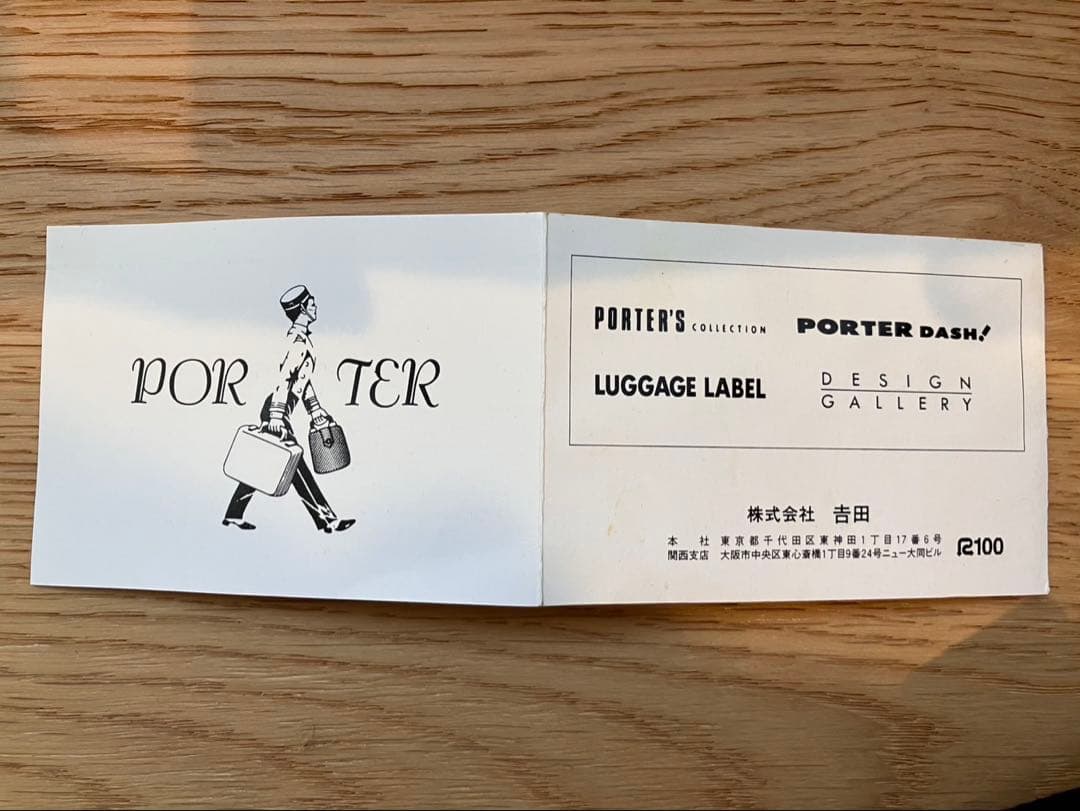 PORTER
PORTER'S COLLECTION
PORTER DASH!
LUGGAGE LABEL
DESIGN
GALLERY
株式会社 𠮷田
本社 東京都千代田区東神田1丁目17番6号
関西支店 大阪市中央区東心斎橋1丁目9番24号ニュー大同ビル
R100